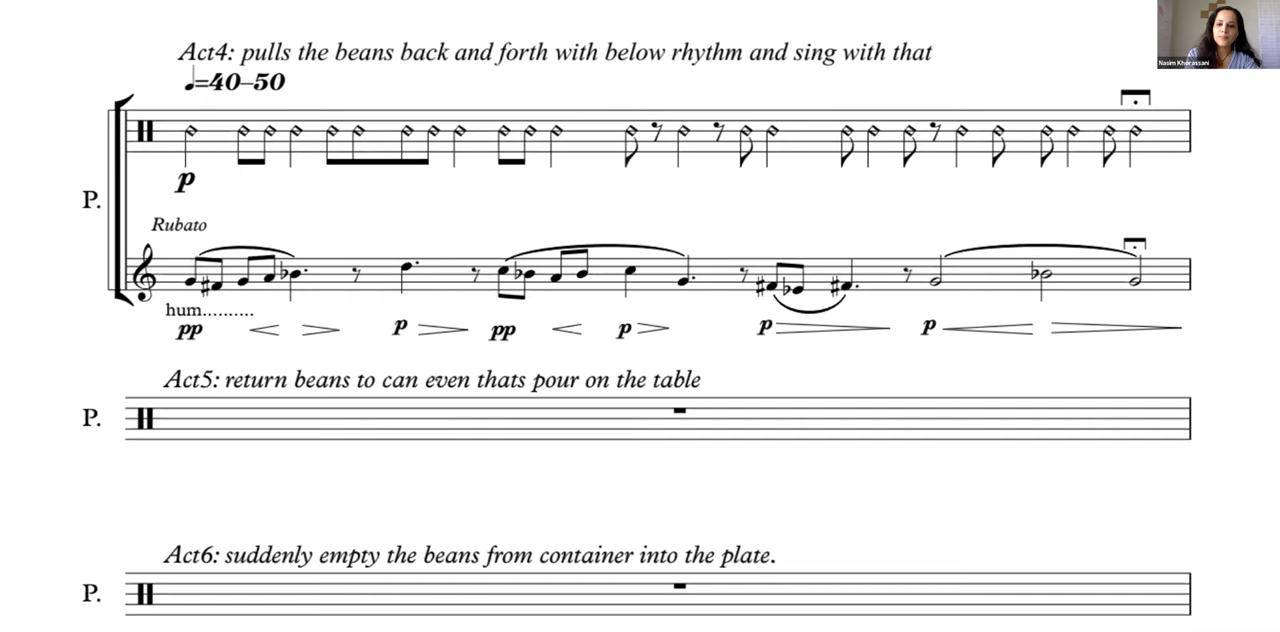 Act4: pulls the beans back and forth with below rhythm and sing with that
♩=40–50
Nasim Khorassani
p
P.
Rubato
hum..........
pp p pp p p p
Act5: return beans to can even thats pour on the table
P.
Act6: suddenly empty the beans from container into the plate.
P.